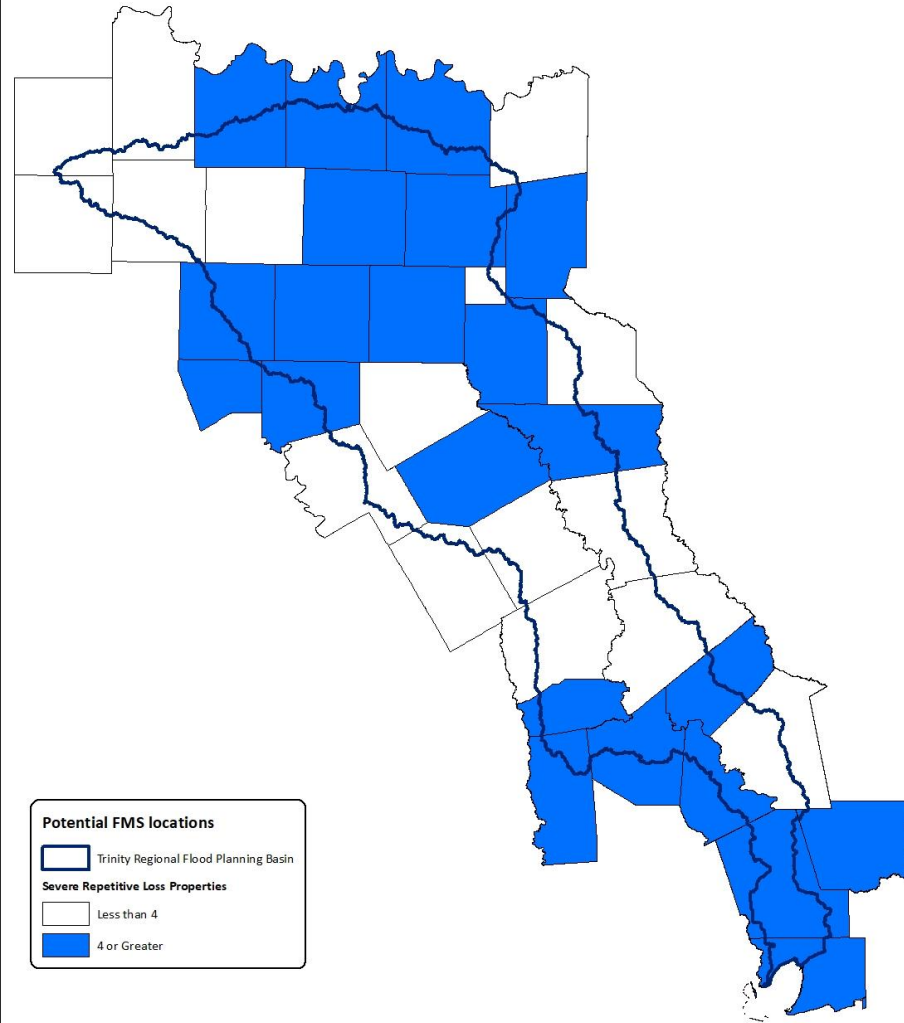 Potential FMS locations
Trinity Regional Flood Planning Basin
Severe Repetitive Loss Properties
Less than 4
4 or Greater